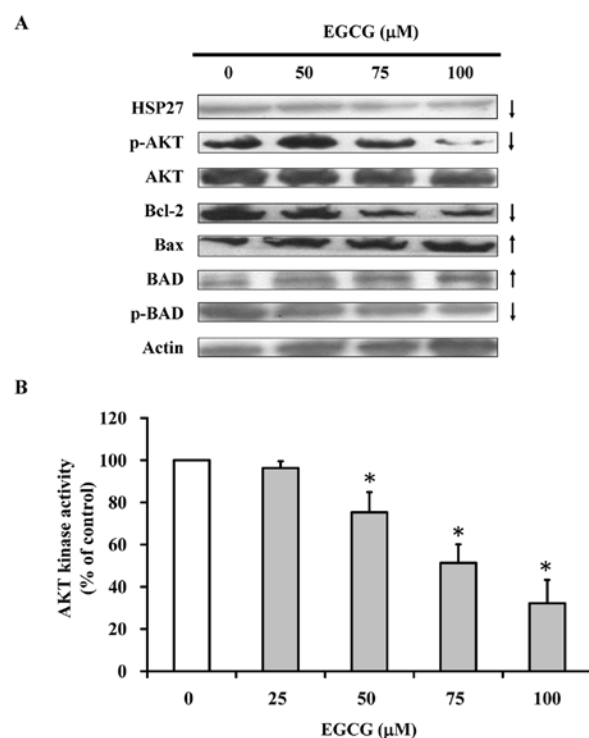 A
EGCG (μM)
0 50 75 100
HSP27 ↓
p-AKT ↓
AKT
Bcl-2 ↓
Bax ↑
BAD ↑
p-BAD ↓
Actin
B
120
100
80
60
40
20
0
AKT kinase activity
(% of control)
* * *
0 25 50 75 100
EGCG (μM)